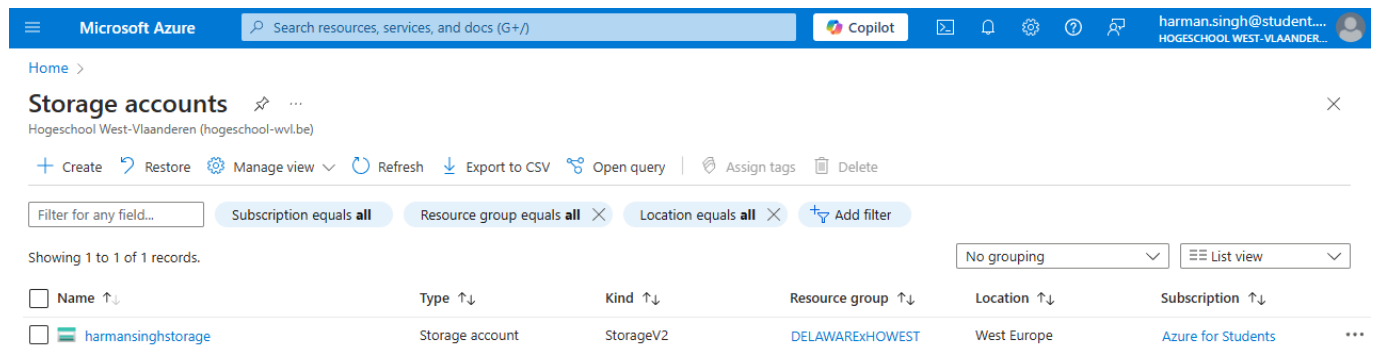 Microsoft Azure Search resources, services, and docs (G+/) Copilot harman.singh@student....
HOGESCHOOL WEST-VLAANDER...
Home >
Storage accounts ...
Hogeschool West-Vlaanderen (hogeschool-wvl.be)
Create Restore Manage view Refresh Export to CSV Open query Assign tags Delete
Filter for any field... Subscription equals all Resource group equals all Location equals all Add filter
Showing 1 to 1 of 1 records. No grouping List view
Name Type Kind Resource group Location Subscription
harmansinghstorage Storage account StorageV2 DELAWARExHOWEST West Europe Azure for Students